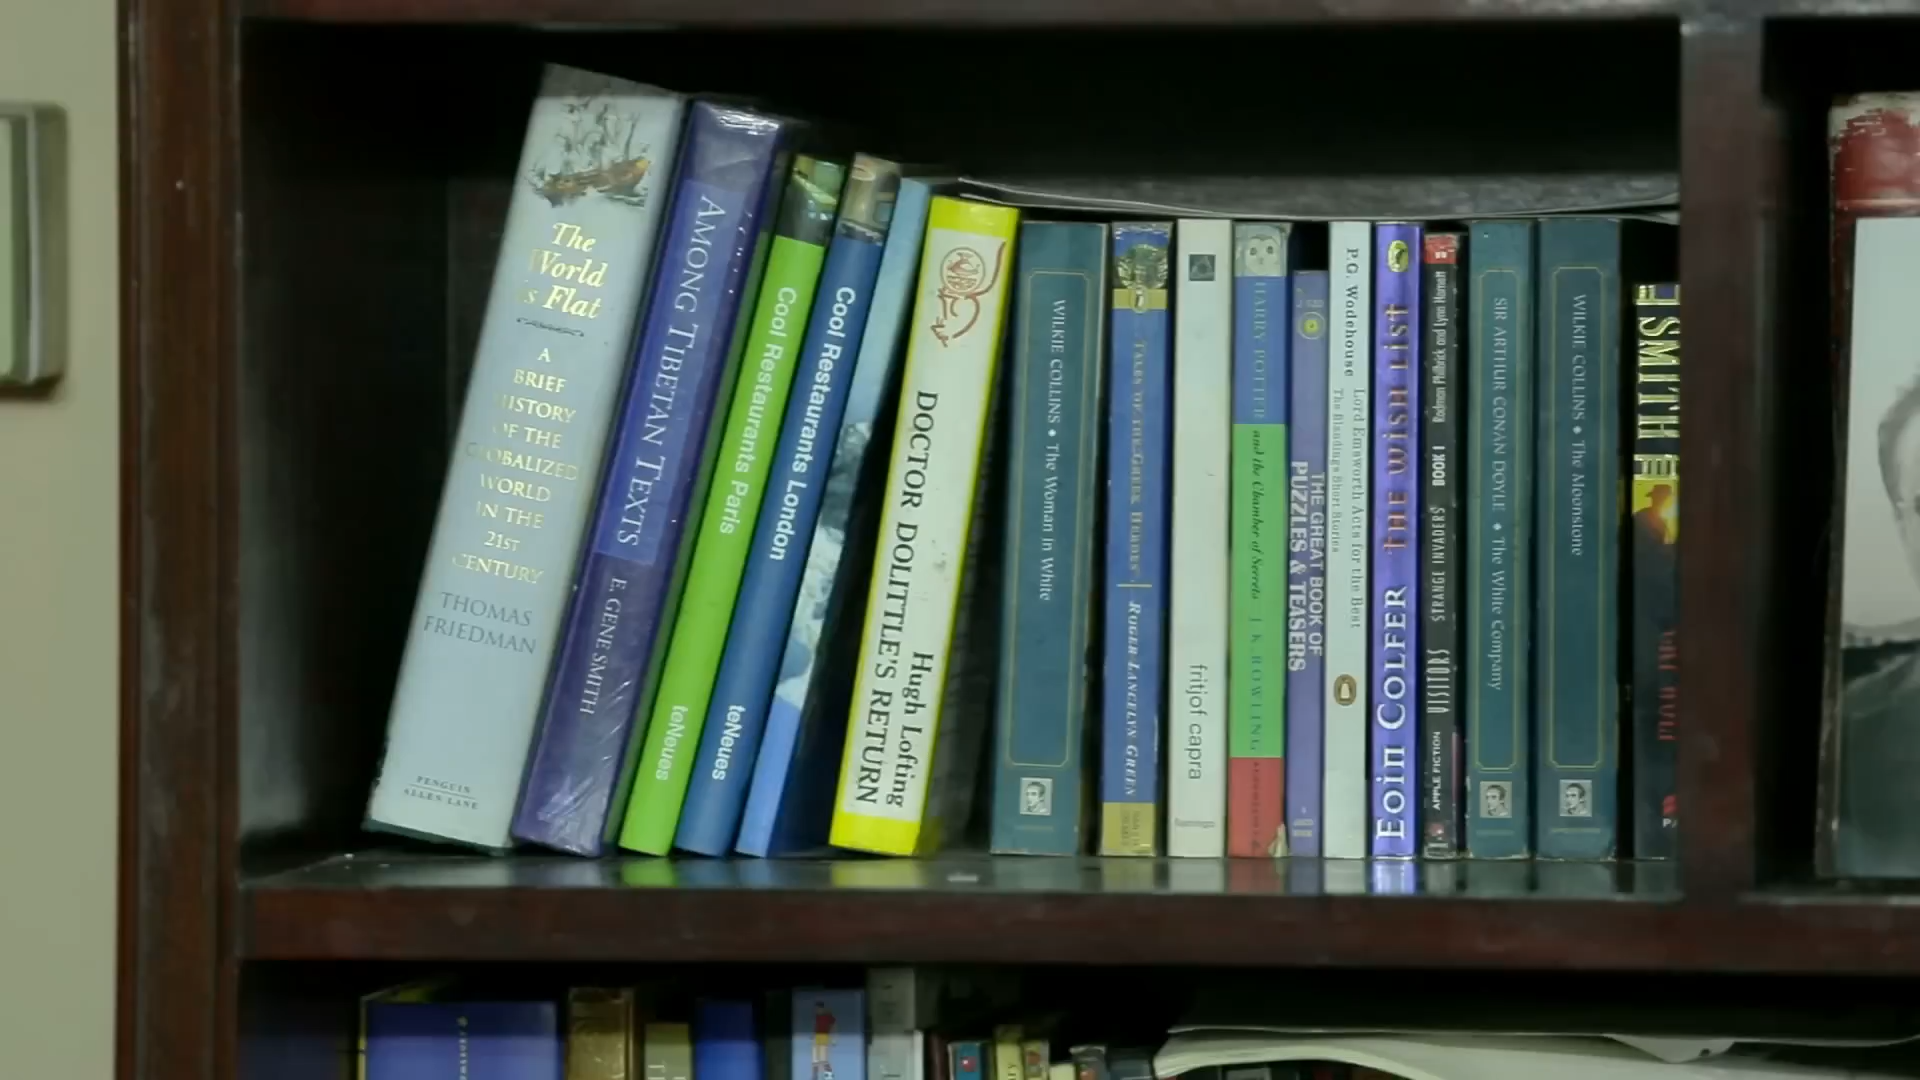 The
World
is Flat
A
BRIEF
HISTORY
OF THE
GLOBALIZED
WORLD
IN THE
21ST
CENTURY
THOMAS
FRIEDMAN
PENGUIN
ALLEN LANE
AMONG TIBETAN TEXTS
E. GENE SMITH
Cool Restaurants Paris
teNeues
Cool Restaurants London
teNeues
DOCTOR DOLITTLE'S RETURN
Hugh Lofting
WILKIE COLLINS • The Woman in White
TALES OF THE GREEK HEROES
ROGER LANCELYN GREEN
fritjof capra
flamingo
HARRY POTTER
and the Chamber of Secrets
J. K. ROWLING
THE GREAT BOOK OF
PUZZLES & TEASERS
P.G. Wodehouse
Lord Emsworth Acts for the Best
The Blandings Short Stories
Eoin Colfer THE WISH LIST
APPLE FICTION
VISITORS
STRANGE INVADERS
BOOK 1
Rodman Philbrick and Lynn Harnett
SIR ARTHUR CONAN DOYLE • The White Company
WILKIE COLLINS • The Moonstone
SMITH